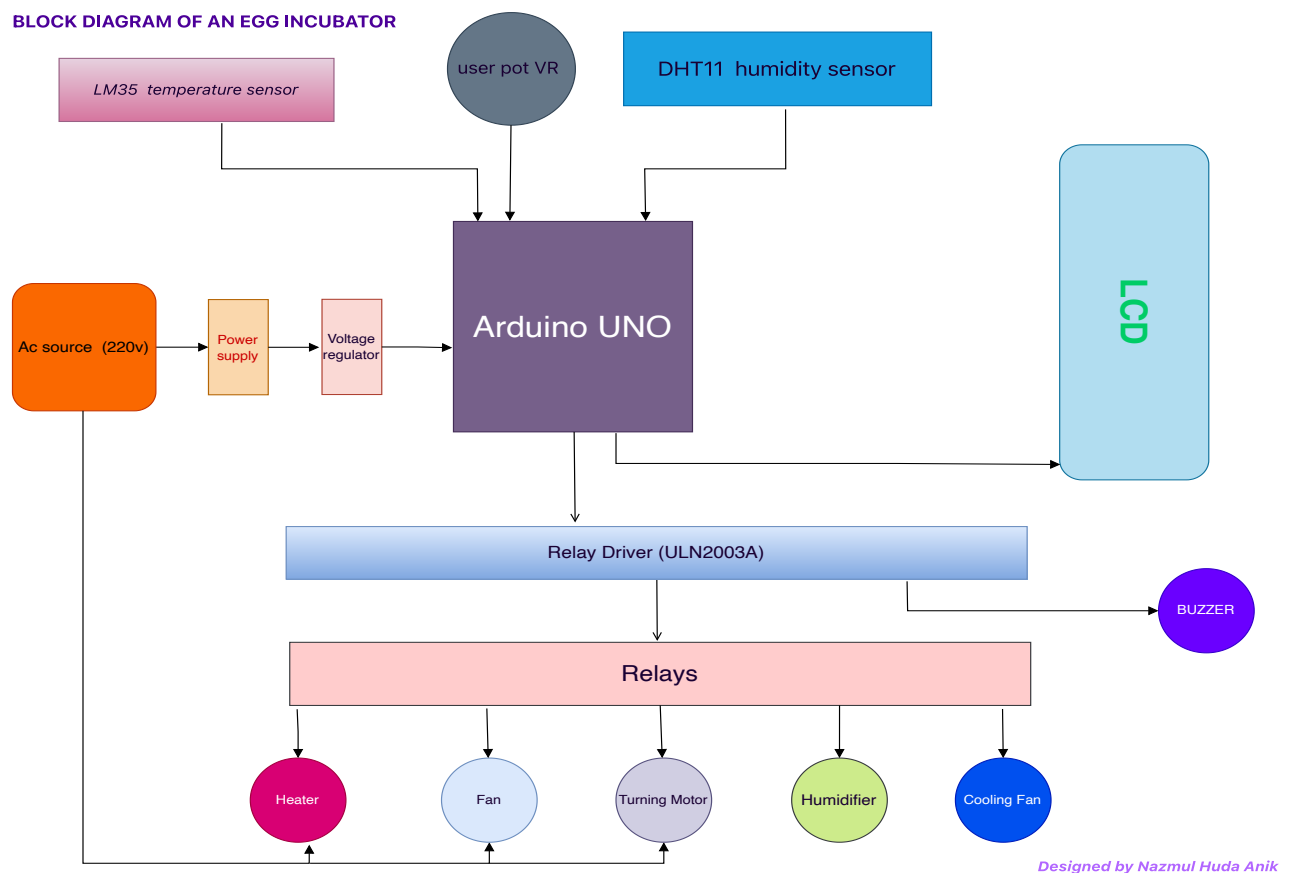 BLOCK DIAGRAM OF AN EGG INCUBATOR
LM35 temperature sensor
user pot VR
DHT11 humidity sensor
LCD
Arduino UNO
Ac source (220v)
Power
supply
Voltage
regulator
Relay Driver (ULN2003A)
BUZZER
Relays
Heater
Fan
Turning Motor
Humidifier
Cooling Fan
Designed by Nazmul Huda Anik